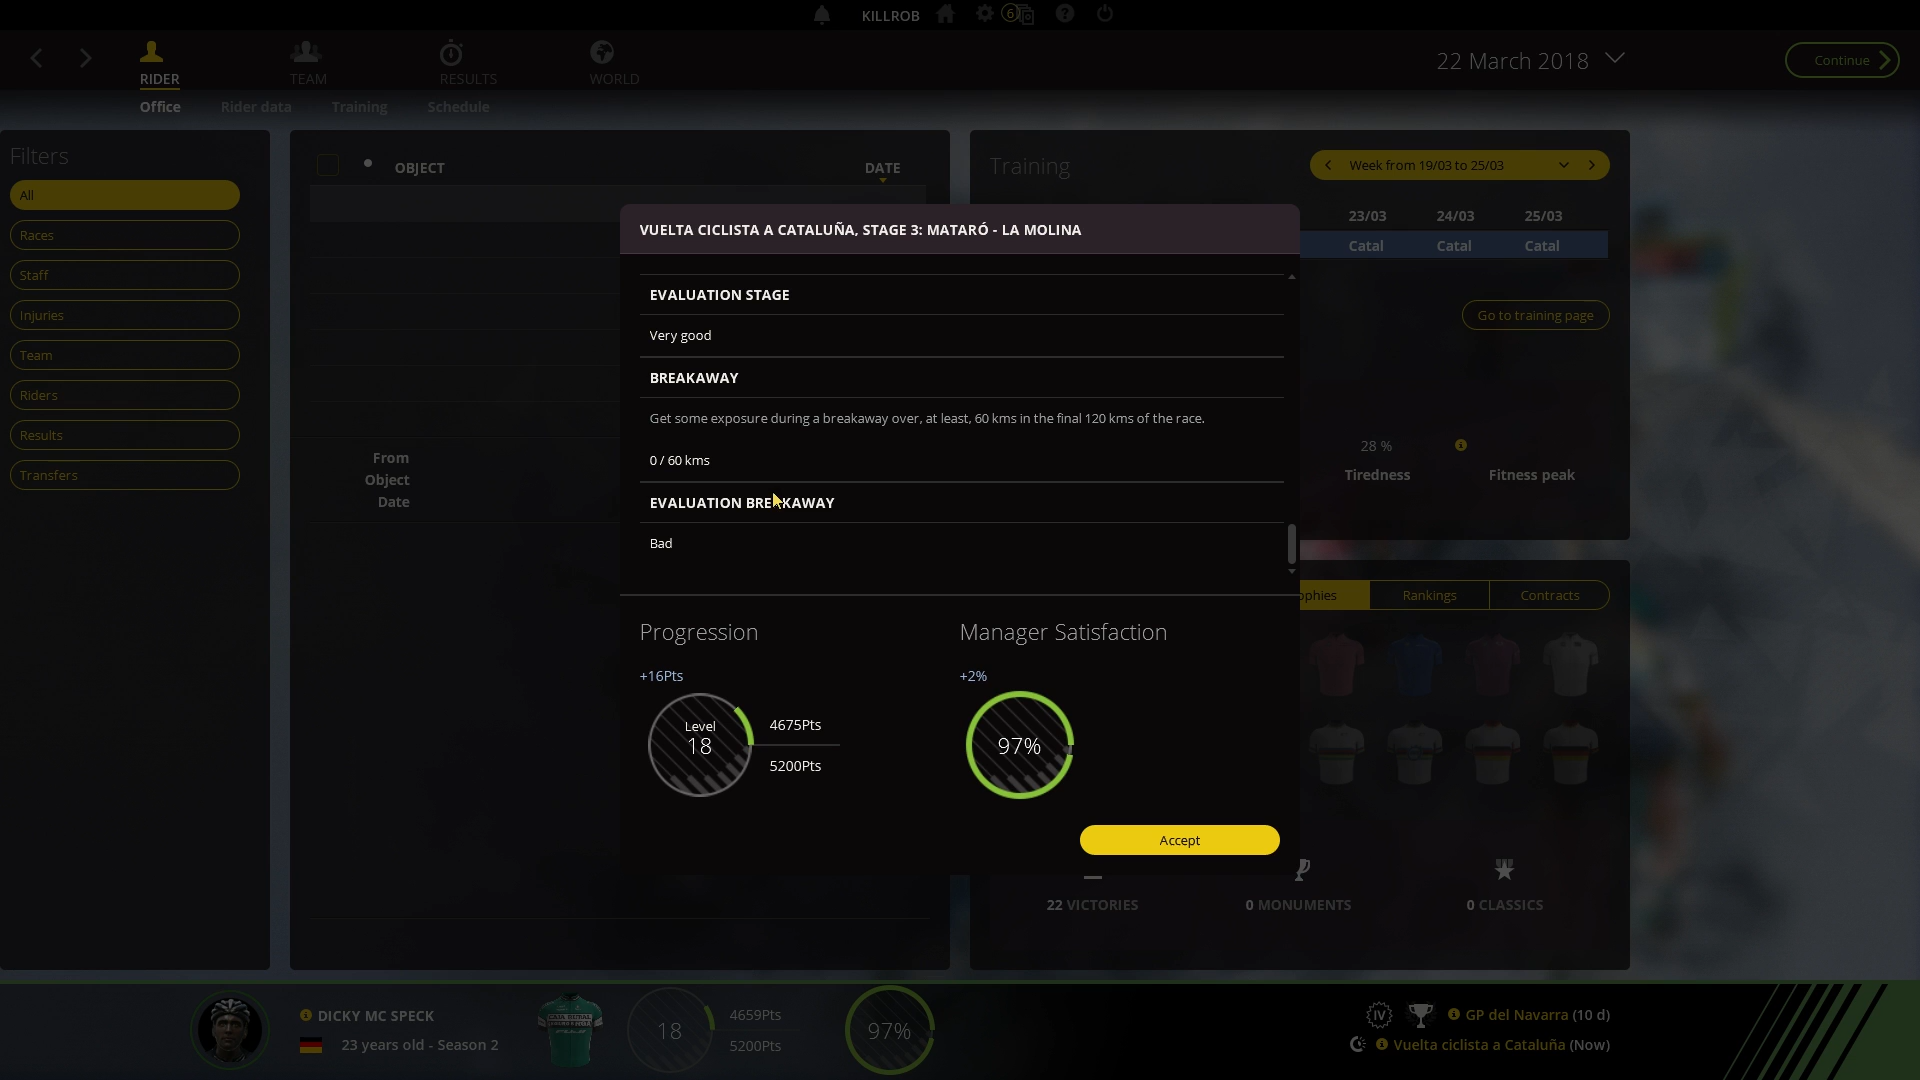 KILLROB
6
RIDER
TEAM
RESULTS
WORLD
22 March 2018
Continue
Office
Rider data
Training
Schedule
Filters
All
Races
Staff
Injuries
Team
Riders
Results
Transfers
OBJECT
DATE
From
Object
Date
Training
Week from 19/03 to 25/03
23/03
24/03
25/03
Catal
Catal
Catal
Go to training page
28 %
Tiredness
Fitness peak
VUELTA CICLISTA A CATALUÑA, STAGE 3: MATARÓ - LA MOLINA
EVALUATION STAGE
Very good
BREAKAWAY
Get some exposure during a breakaway over, at least, 60 kms in the final 120 kms of the race.
0 / 60 kms
EVALUATION BREAKAWAY
Bad
Progression
+16Pts
Level
18
4675Pts
5200Pts
Manager Satisfaction
+2%
97%
Accept
ophies
Rankings
Contracts
22 VICTORIES
0 MONUMENTS
0 CLASSICS
DICKY MC SPECK
23 years old - Season 2
CAJA RURAL
18
4659Pts
5200Pts
97%
IV
GP del Navarra (10 d)
Vuelta ciclista a Cataluña (Now)